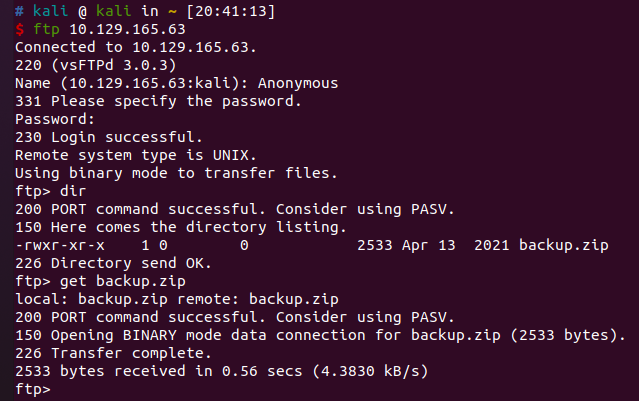 # kali @ kali in ~ [20:41:13]
$ ftp 10.129.165.63
Connected to 10.129.165.63.
220 (vsFTPd 3.0.3)
Name (10.129.165.63:kali): Anonymous
331 Please specify the password.
Password:
230 Login successful.
Remote system type is UNIX.
Using binary mode to transfer files.
ftp> dir
200 PORT command successful. Consider using PASV.
150 Here comes the directory listing.
-rwxr-xr-x    1 0        0            2533 Apr 13  2021 backup.zip
226 Directory send OK.
ftp> get backup.zip
local: backup.zip remote: backup.zip
200 PORT command successful. Consider using PASV.
150 Opening BINARY mode data connection for backup.zip (2533 bytes).
226 Transfer complete.
2533 bytes received in 0.56 secs (4.3830 kB/s)
ftp>